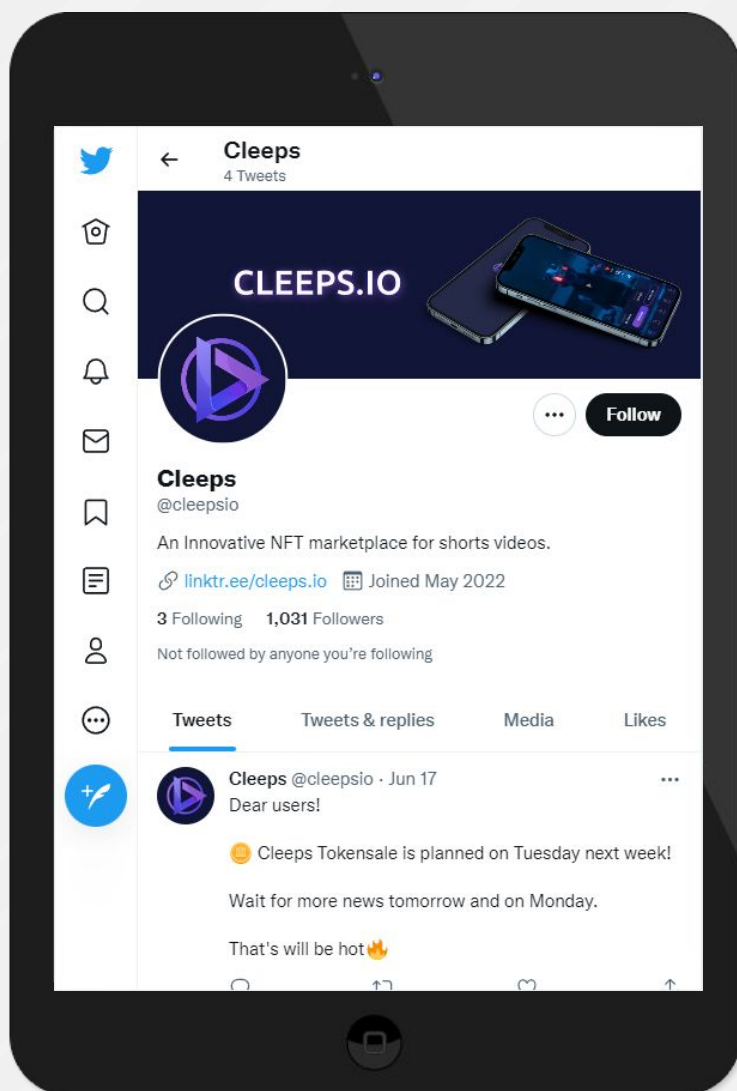 Cleeps
4 Tweets
CLEEPS.IO
Follow
Cleeps
@cleepsio
An Innovative NFT marketplace for shorts videos.
linktr.ee/cleeps.io Joined May 2022
3 Following 1,031 Followers
Not followed by anyone you're following
Tweets Tweets & replies Media Likes
Cleeps @cleepsio · Jun 17
Dear users!
Cleeps Tokensale is planned on Tuesday next week!
Wait for more news tomorrow and on Monday.
That's will be hot🔥